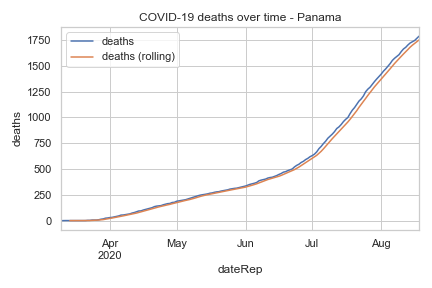 COVID-19 deaths over time - Panama
deaths
deaths (rolling)
1750
1500
1250
1000
750
500
250
0
deaths
Apr
2020
May
Jun
Jul
Aug
dateRep